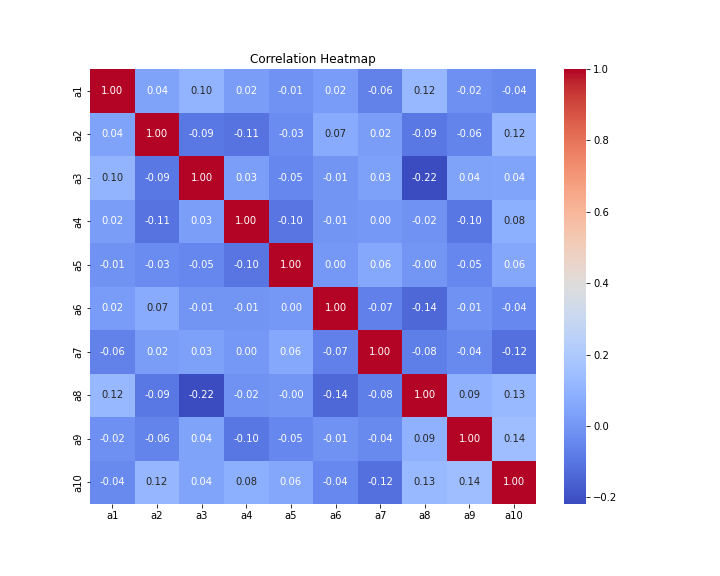 Correlation Heatmap
a1 1.00 0.04 0.10 0.02 -0.01 0.02 -0.06 0.12 -0.02 -0.04
a2 0.04 1.00 -0.09 -0.11 -0.03 0.07 0.02 -0.09 -0.06 0.12
a3 0.10 -0.09 1.00 0.03 -0.05 -0.01 0.03 -0.22 0.04 0.04
a4 0.02 -0.11 0.03 1.00 -0.10 -0.01 0.00 -0.02 -0.10 0.08
a5 -0.01 -0.03 -0.05 -0.10 1.00 0.00 0.06 -0.00 -0.05 0.06
a6 0.02 0.07 -0.01 -0.01 0.00 1.00 -0.07 -0.14 -0.01 -0.04
a7 -0.06 0.02 0.03 0.00 0.06 -0.07 1.00 -0.08 -0.04 -0.12
a8 0.12 -0.09 -0.22 -0.02 -0.00 -0.14 -0.08 1.00 0.09 0.13
a9 -0.02 -0.06 0.04 -0.10 -0.05 -0.01 -0.04 0.09 1.00 0.14
a10 -0.04 0.12 0.04 0.08 0.06 -0.04 -0.12 0.13 0.14 1.00
a1 a2 a3 a4 a5 a6 a7 a8 a9 a10
1.0
0.8
0.6
0.4
0.2
0.0
−0.2